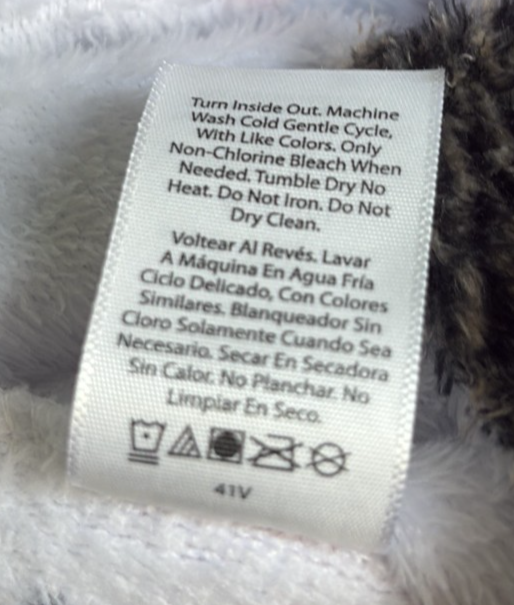 Turn Inside Out. Machine
Wash Cold Gentle Cycle,
With Like Colors. Only
Non-Chlorine Bleach When
Needed. Tumble Dry No
Heat. Do Not Iron. Do Not
Dry Clean.
Voltear Al Revés. Lavar
A Máquina En Agua Fría
Ciclo Delicado, Con Colores
Similares. Blanqueador Sin
Cloro Solamente Cuando Sea
Necesario. Secar En Secadora
Sin Calor. No Planchar. No
Limpiar En Seco.
41V